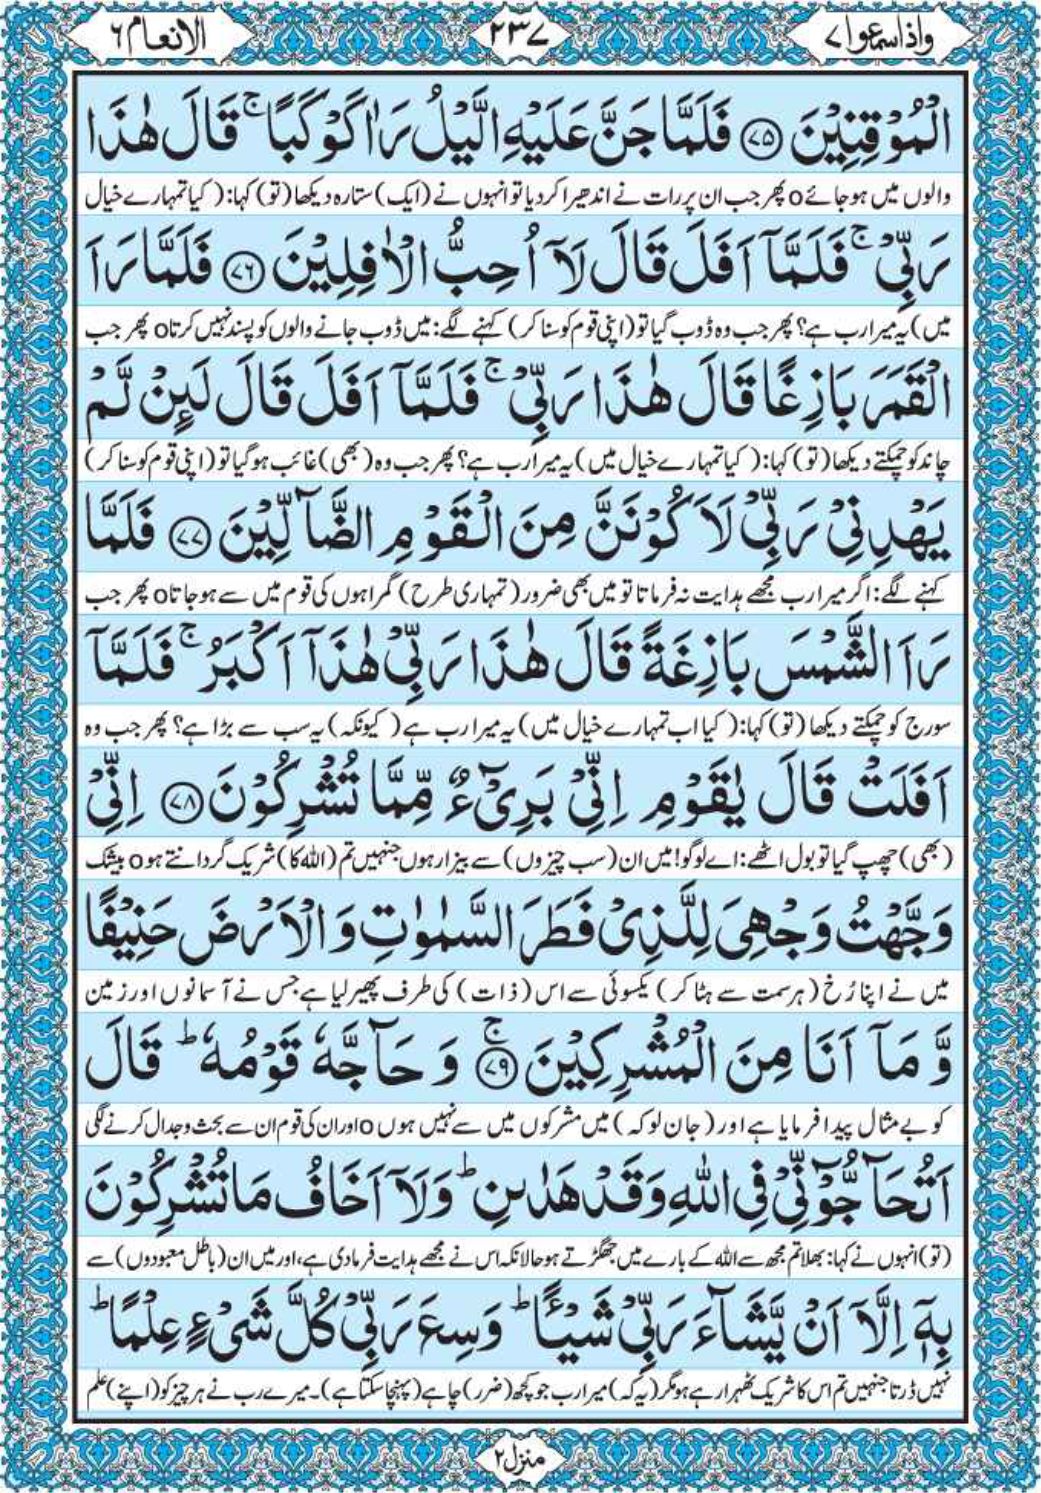 واذا سمعوا ٧
٢٣٧
الانعام ٦
الْمُوْقِنِيْنَ ﴿۷۵﴾ فَلَمَّا جَنَّ عَلَيْهِ الَّيْلُ رَاٰ كَوْكَبًا ۚ قَالَ هٰذَا
والوں میں ہوجائے o پھر جب ان پر رات نے اندھیرا کر دیا تو انہوں نے (ایک) ستارہ دیکھا (تو) کہا: (کیا تمہارے خیال
رَبِّيْ ۚ فَلَمَّاۤ اَفَلَ قَالَ لَاۤ اُحِبُّ الْاٰفِلِيْنَ ﴿۷۶﴾ فَلَمَّا رَاَ
میں) یہ میرا رب ہے؟ پھر جب وہ ڈوب گیا تو (اپنی قوم کو سنا کر) کہنے لگے: میں ڈوب جانے والوں کو پسند نہیں کرتا o پھر جب
الْقَمَرَ بَازِغًا قَالَ هٰذَا رَبِّيْ ۚ فَلَمَّاۤ اَفَلَ قَالَ لَىِٕنْ لَّمْ
چاند کو چمکتے دیکھا (تو) کہا: (کیا تمہارے خیال میں) یہ میرا رب ہے؟ پھر جب وہ (بھی) غائب ہوگیا تو (اپنی قوم کو سنا کر)
يَهْدِنِيْ رَبِّيْ لَاَكُوْنَنَّ مِنَ الْقَوْمِ الضَّآلِّيْنَ ﴿۷۷﴾ فَلَمَّا
کہنے لگے: اگر میرا رب مجھے ہدایت نہ فرماتا تو میں بھی ضرور (تمہاری طرح) گمراہوں کی قوم میں سے ہو جاتا o پھر جب
رَاَ الشَّمْسَ بَازِغَةً قَالَ هٰذَا رَبِّيْ هٰذَاۤ اَكْبَرُ ۚ فَلَمَّاۤ
سورج کو چمکتے دیکھا (تو) کہا: (کیا اب تمہارے خیال میں) یہ میرا رب ہے (کیونکہ) یہ سب سے بڑا ہے؟ پھر جب وہ
اَفَلَتْ قَالَ يٰقَوْمِ اِنِّيْ بَرِيْٓءٌ مِّمَّا تُشْرِكُوْنَ ﴿۷۸﴾ اِنِّيْ
(بھی) چھپ گیا تو بول اٹھے: اے لوگو! میں ان (سب چیزوں) سے بیزار ہوں جنہیں تم (اللہ کا) شریک گردانتے ہو o بیشک
وَجَّهْتُ وَجْهِيَ لِلَّذِيْ فَطَرَ السَّمٰوٰتِ وَ الْاَرْضَ حَنِيْفًا
میں نے اپنا رُخ (ہر سمت سے ہٹا کر) یکسوئی سے اس (ذات) کی طرف پھیر لیا ہے جس نے آسمانوں اور زمین
وَّ مَاۤ اَنَا مِنَ الْمُشْرِكِيْنَ ﴿۷۹﴾ۚ وَ حَآجَّهٗ قَوْمُهٗ ؕ قَالَ
کو بے مثال پیدا فرمایا ہے اور (جان لو کہ) میں مشرکوں میں سے نہیں ہوں o اور ان کی قوم ان سے بحث و جدال کرنے لگی
اَتُحَآجُّوْٓنِّيْ فِي اللّٰهِ وَ قَدْ هَدٰىنِ ؕ وَلَاۤ اَخَافُ مَا تُشْرِكُوْنَ
(تو) انہوں نے کہا: بھلا تم مجھ سے اللہ کے بارے میں جھگڑتے ہو حالانکہ اس نے مجھے ہدایت فرما دی ہے، اور میں ان (باطل معبودوں) سے
بِهٖۤ اِلَّاۤ اَنْ يَّشَآءَ رَبِّيْ شَيْـًٔا ؕ وَسِعَ رَبِّيْ كُلَّ شَيْءٍ عِلْمًا ؕ
نہیں ڈرتا جنہیں تم اس کا شریک ٹھہرا رہے ہو مگر (یہ کہ) میرا رب جو کچھ (ضرر) چاہے (پہنچا سکتا ہے)۔ میرے رب نے ہر چیز کو (اپنے) علم
منزل ٢